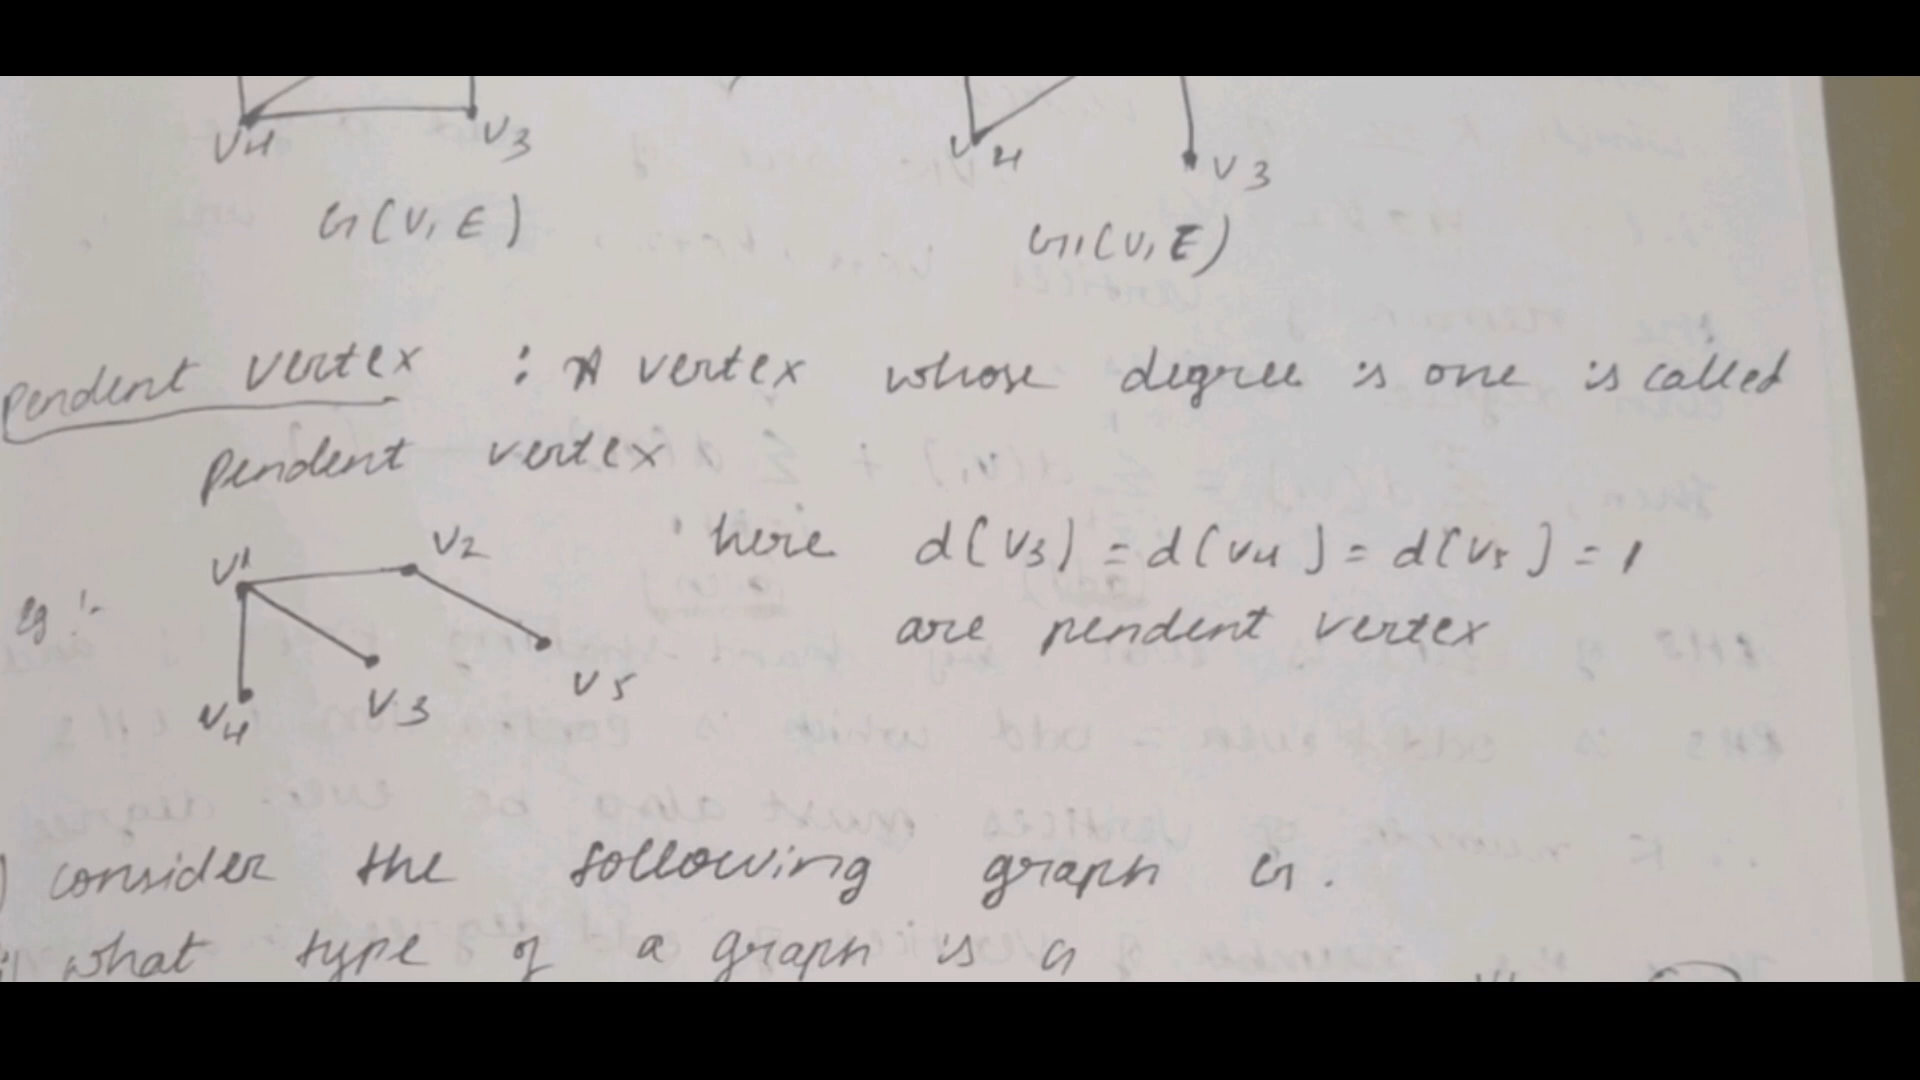 V4 V3 V4 V3
G(V, E) G1(V, E)
Pendent vertex : A vertex whose degree is one is called
pendent vertex
V1 V2 here d(V3) = d(V4) = d(V5) = 1
Eg :-
are pendent vertex
V4 V3 V5
) consider the following graph G.
i) what type of a graph is G